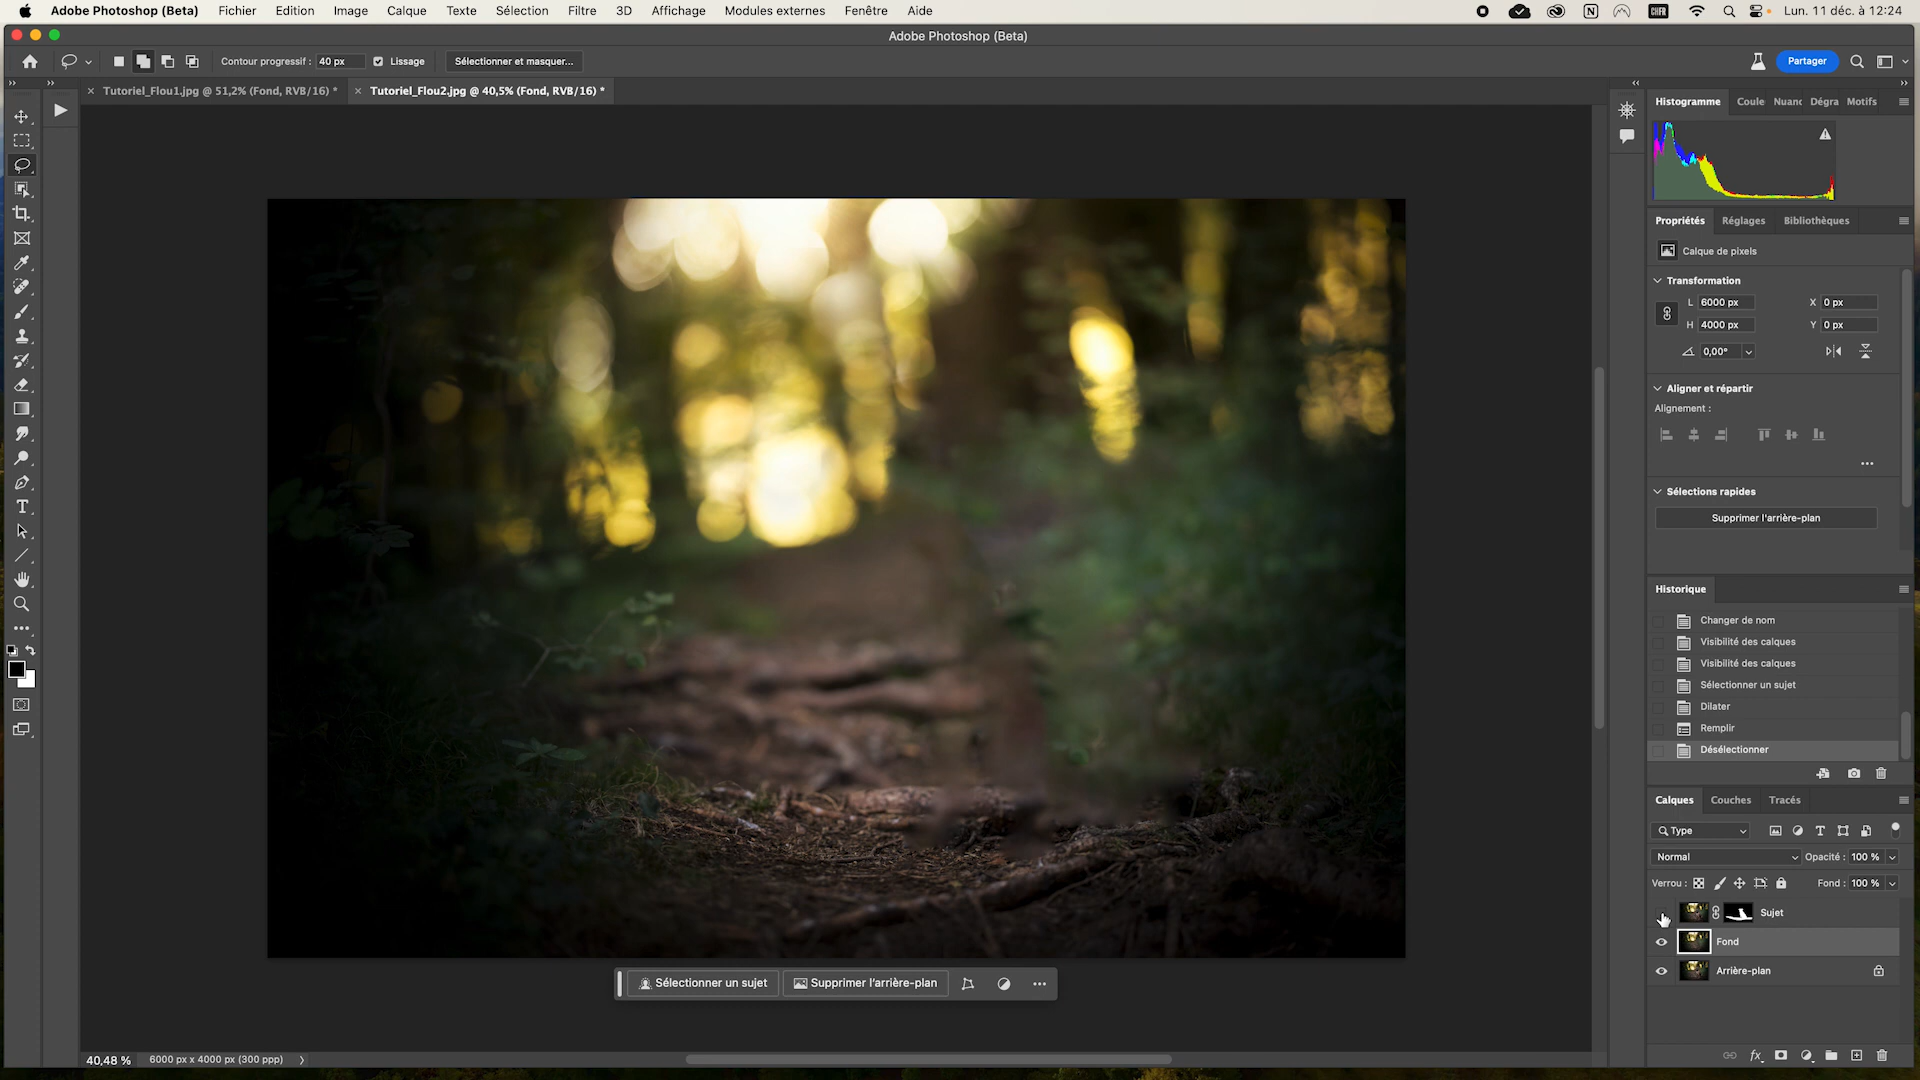 Adobe Photoshop (Beta) Fichier Edition Image Calque Texte Sélection Filtre 3D Affichage Modules externes Fenêtre Aide
CHFR Lun. 11 déc. à 12:24
Adobe Photoshop (Beta)
Contour progressif : 40 px Lissage Sélectionner et masquer... Partager
Tutoriel_Flou1.jpg @ 51,2% (Fond, RVB/16) * Tutoriel_Flou2.jpg @ 40,5% (Fond, RVB/16) *
Histogramme Coule Nuanc Dégra Motifs
Propriétés Réglages Bibliothèques
Calque de pixels
Transformation
L 6000 px X 0 px
H 4000 px Y 0 px
0,00°
Aligner et répartir
Alignement :
Sélections rapides
Supprimer l'arrière-plan
Historique
Changer de nom
Visibilité des calques
Visibilité des calques
Sélectionner un sujet
Dilater
Remplir
Désélectionner
Calques Couches Tracés
Type
Normal Opacité : 100 %
Verrou : Fond : 100 %
Sujet
Fond
Arrière-plan
Sélectionner un sujet Supprimer l'arrière-plan
40,48 % 6000 px x 4000 px (300 ppp)